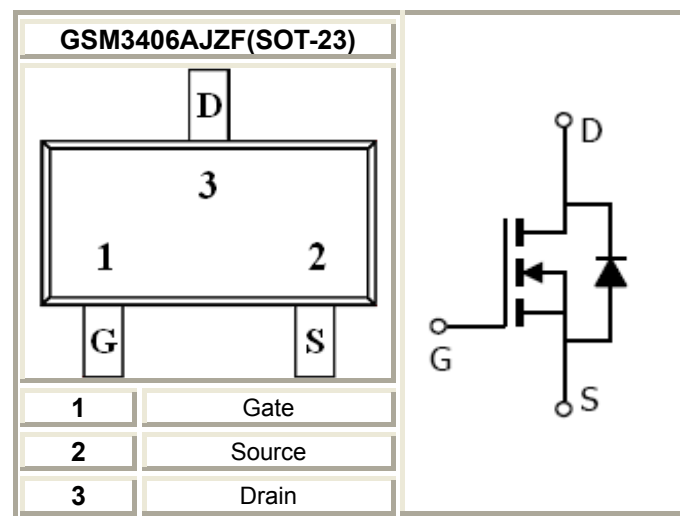 GSM3406AJZF(SOT-23)
D
3
1 2
G S
1 Gate
2 Source
3 Drain
D
G
S